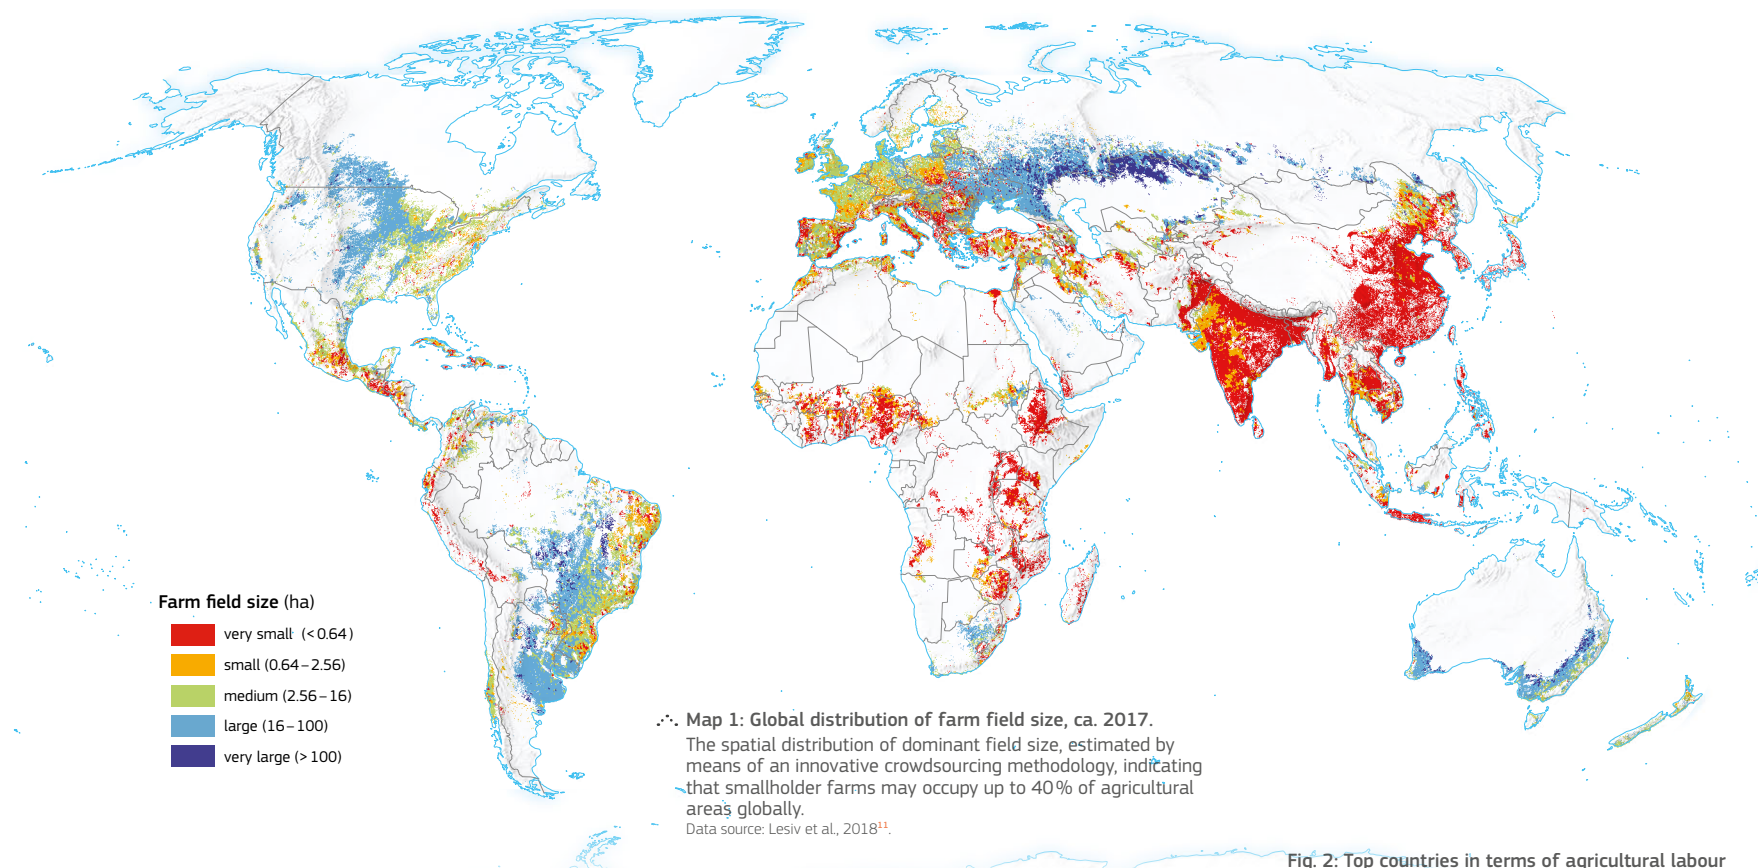 Farm field size (ha)
very small (<0.64)
small (0.64–2.56)
medium (2.56–16)
large (16–100)
very large (>100)
Map 1: Global distribution of farm field size, ca. 2017.
The spatial distribution of dominant field size, estimated by
means of an innovative crowdsourcing methodology, indicating
that smallholder farms may occupy up to 40% of agricultural
areas globally.
Data source: Lesiv et al., 2018¹¹.
Fig. 2: Top countries in terms of agricultural labour